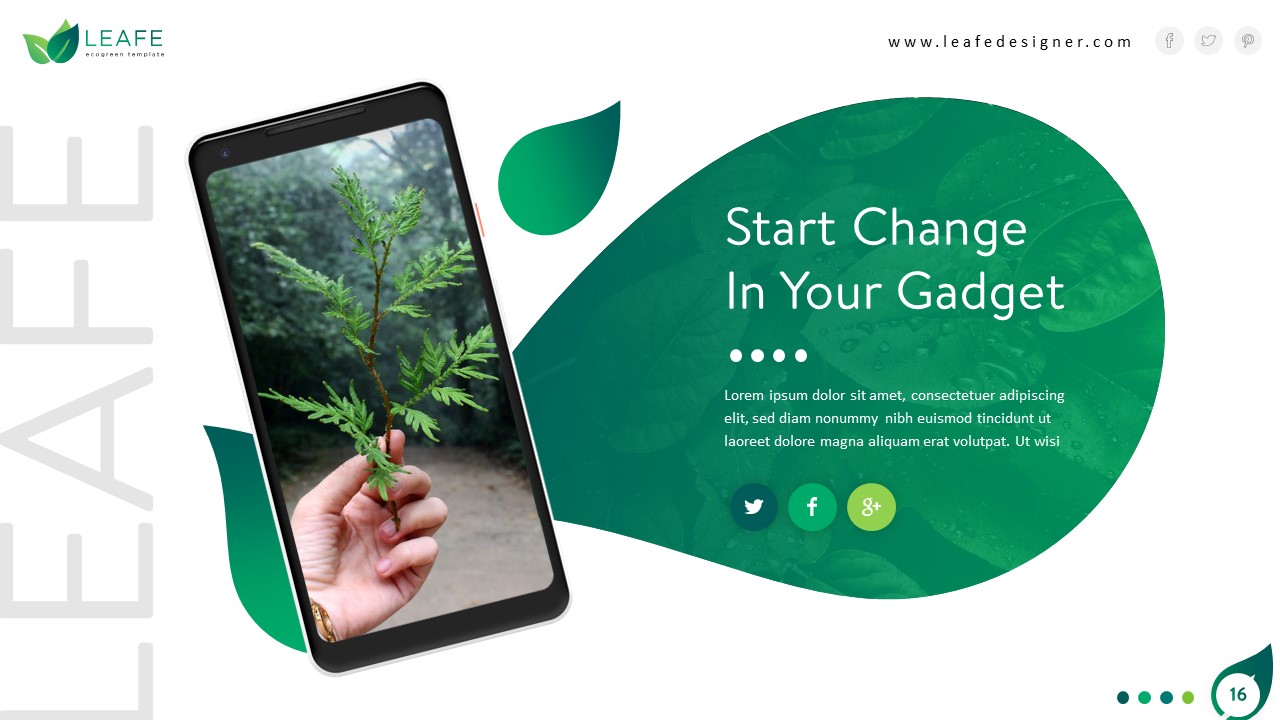 LEAFE
ecogreen template
www.leafedesigner.com
LEAFE
Start Change
In Your Gadget
Lorem ipsum dolor sit amet, consectetuer adipiscing
elit, sed diam nonummy nibh euismod tincidunt ut
laoreet dolore magna aliquam erat volutpat. Ut wisi
16